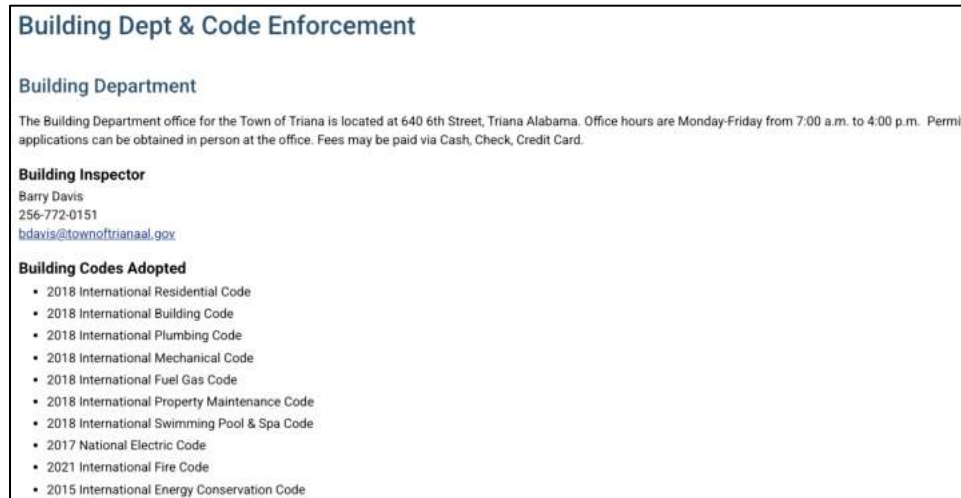 Building Dept & Code Enforcement
Building Department
The Building Department office for the Town of Triana is located at 640 6th Street, Triana Alabama. Office hours are Monday-Friday from 7:00 a.m. to 4:00 p.m. Permi
applications can be obtained in person at the office. Fees may be paid via Cash, Check, Credit Card.
Building Inspector
Barry Davis
256-772-0151
bdavis@townoftrianaal.gov
Building Codes Adopted
• 2018 International Residential Code
• 2018 International Building Code
• 2018 International Plumbing Code
• 2018 International Mechanical Code
• 2018 International Fuel Gas Code
• 2018 International Property Maintenance Code
• 2018 International Swimming Pool & Spa Code
• 2017 National Electric Code
• 2021 International Fire Code
• 2015 International Energy Conservation Code